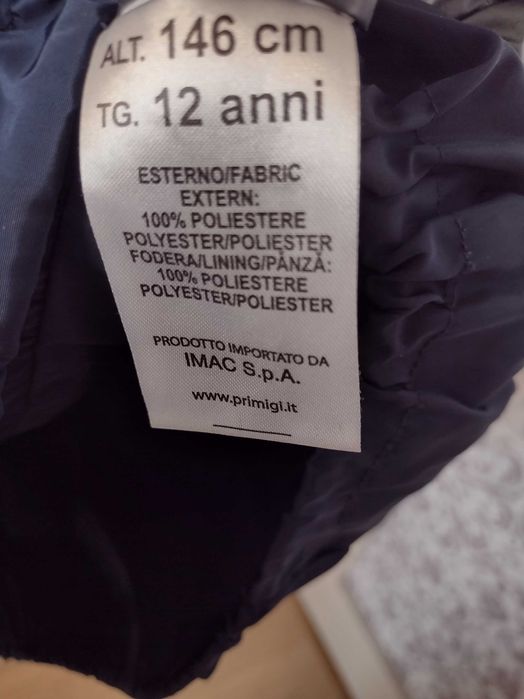 ALT. 146 cm
TG. 12 anni
ESTERNO/FABRIC
EXTERN:
100% POLIESTERE
POLYESTER/POLIESTER
FODERA/LINING/PÂNZĂ:
100% POLIESTERE
POLYESTER/POLIESTER
PRODOTTO IMPORTATO DA
IMAC S.p.A.
www.primigi.it